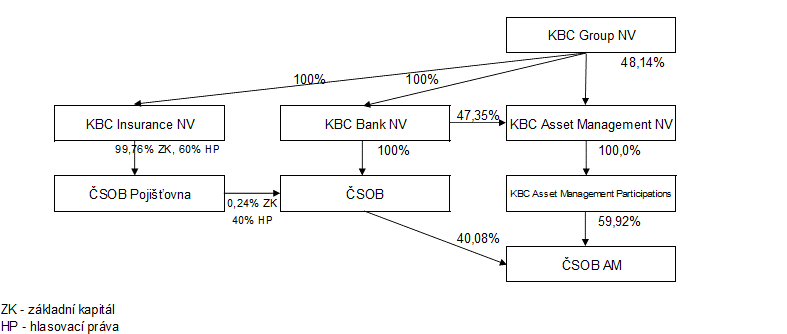 KBC Group NV
48,14%
100%
100%
KBC Insurance NV
KBC Bank NV
47,35%
KBC Asset Management NV
99,76% ZK, 60% HP
100%
100,0%
ČSOB Pojišťovna
0,24% ZK
40% HP
ČSOB
KBC Asset Management Participations
59,92%
40,08%
ČSOB AM
ZK - základní kapitál
HP - hlasovací práva